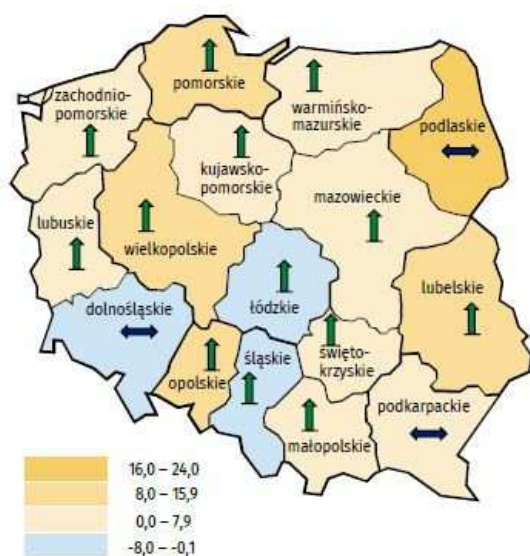 pomorskie
zachodnio-
pomorskie
warmińsko-
mazurskie
podlaskie
kujawsko-
pomorskie
mazowieckie
lubuskie
wielkopolskie
lubelskie
dolnośląskie
łódzkie
śląskie
święto-
krzyskie
opolskie
podkarpackie
małopolskie
16,0 – 24,0
8,0 – 15,9
0,0 – 7,9
-8,0 – -0,1